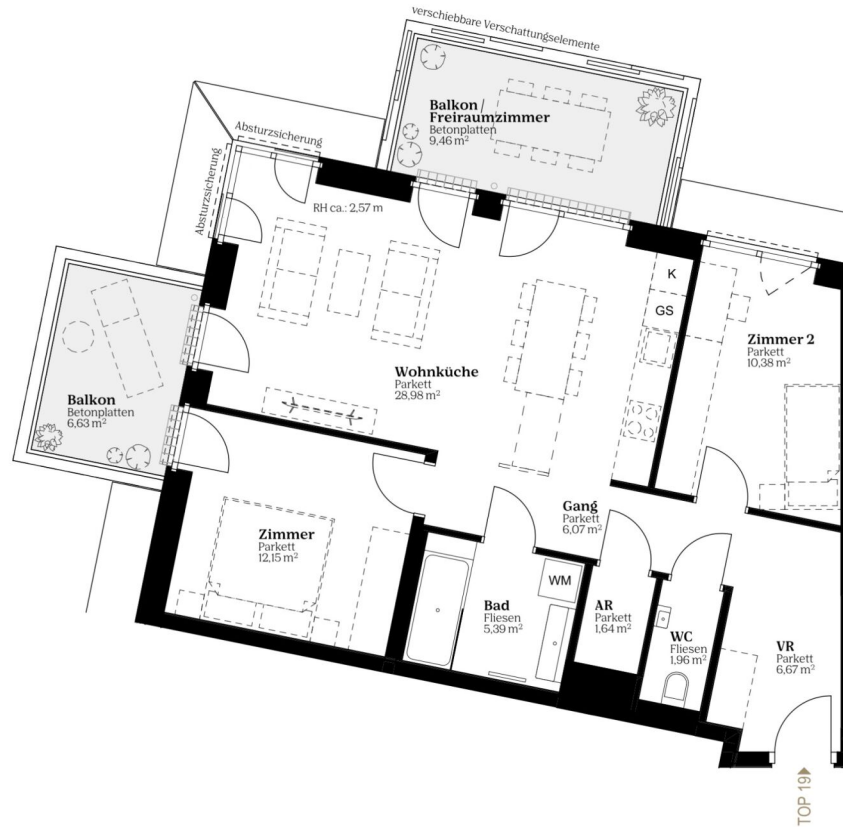 verschiebbare Verschattungselemente
Balkon /
Freiraumzimmer
Betonplatten
9,46 m²
Absturzsicherung
Absturzsicherung
RH ca.: 2,57 m
K
GS
Zimmer 2
Parkett
10,38 m²
Wohnküche
Parkett
28,98 m²
Balkon
Betonplatten
6,63 m²
Gang
Parkett
6,07 m²
Zimmer
Parkett
12,15 m²
WM
Bad
Fliesen
5,39 m²
AR
Parkett
1,64 m²
WC
Fliesen
1,96 m²
VR
Parkett
6,67 m²
TOP 19